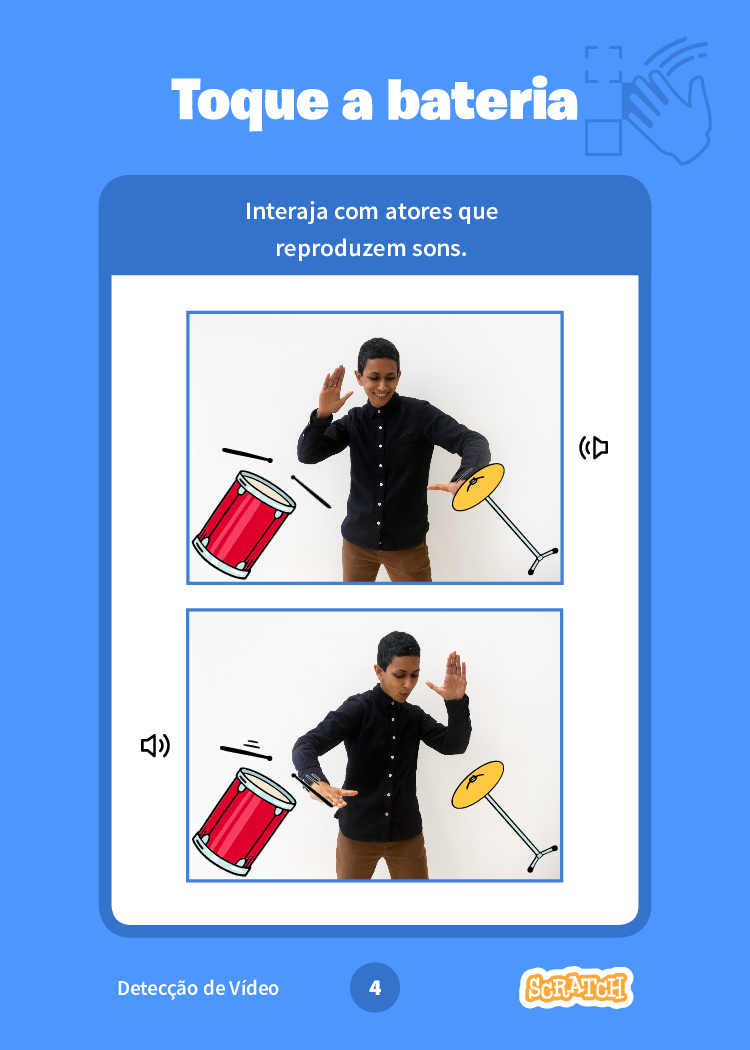 Toque a bateria
Interaja com atores que
reproduzem sons.
Detecção de Vídeo
4
SCRATCH